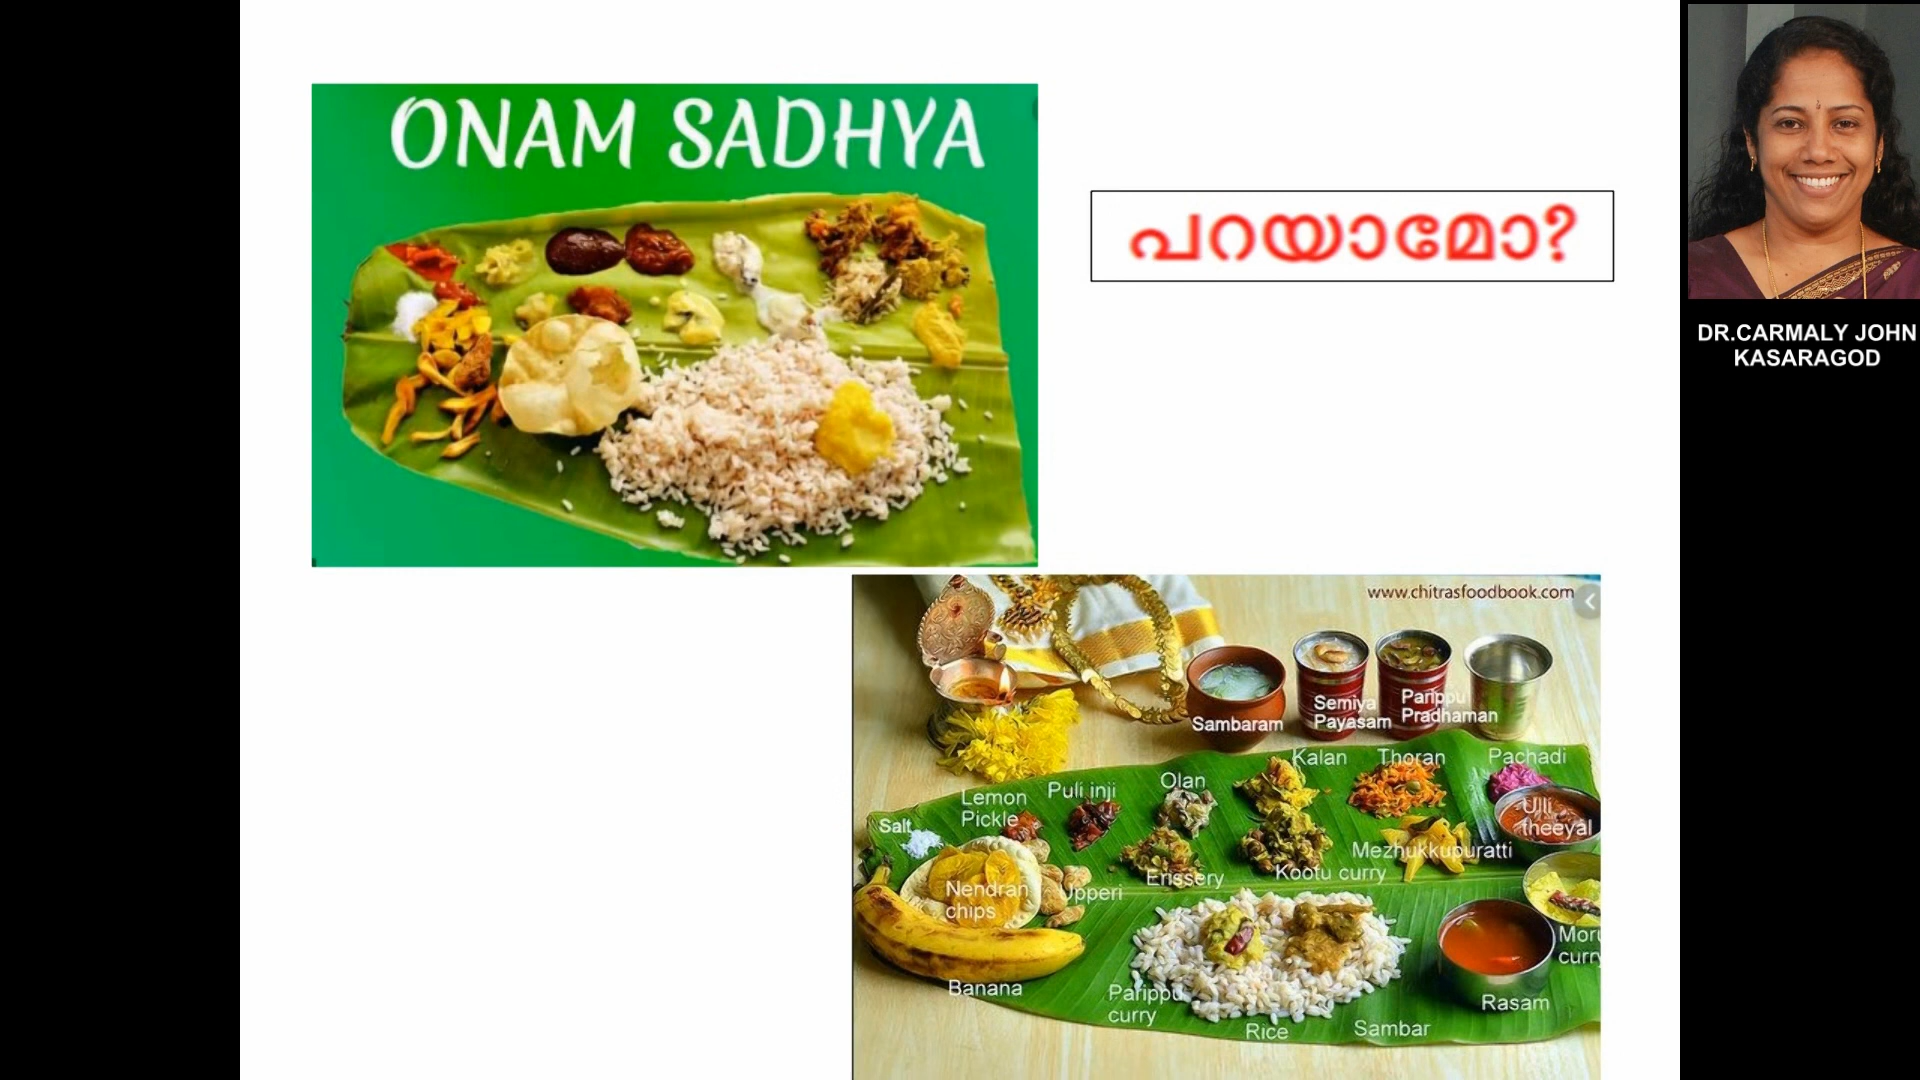 ONAM SADHYA
പറയാമോ?
DR.CARMALY JOHN
KASARAGOD
www.chitrasfoodbook.com
Sambaram
Semiya
Payasam
Parippu
Pradhaman
Kalan
Thoran
Pachadi
Olan
Puli inji
Lemon
Pickle
Salt
Ulli
theeyal
Mezhukkupuratti
Kootu curry
Erissery
Upperi
Nendran
chips
Moru
curry
Banana
Parippu
curry
Rice
Sambar
Rasam